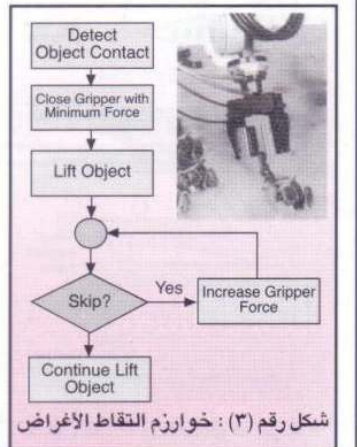 Detect
Object Contact
Close Gripper with
Minimum Force
Lift Object
Skip?
Yes
Increase Gripper
Force
Continue Lift
Object
شكل رقم (٣) : خوارزم التقاط الأغراض